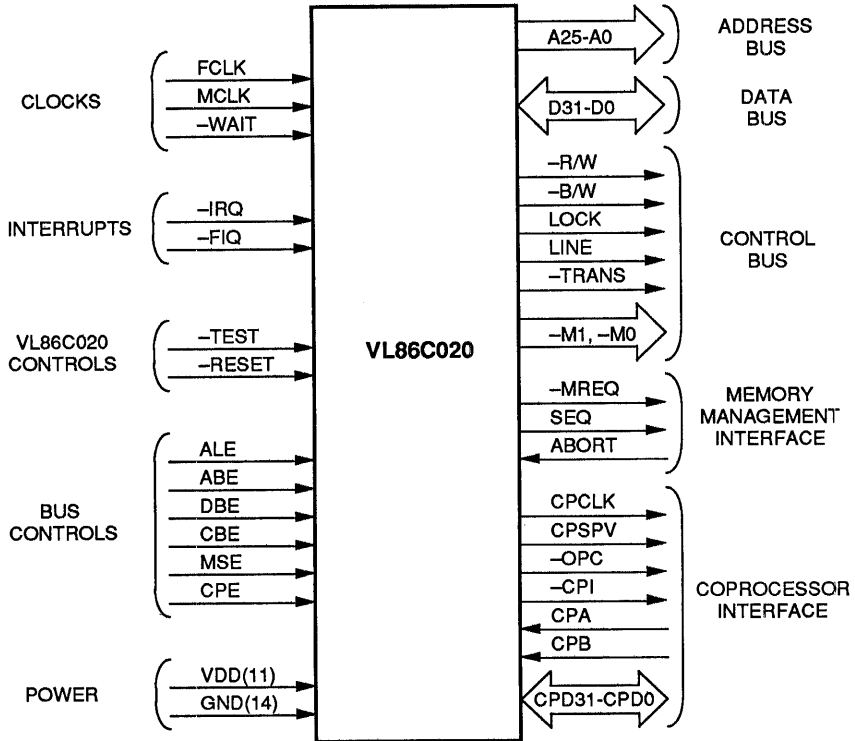 CLOCKS
FCLK
MCLK
–WAIT
INTERRUPTS
–IRQ
–FIQ
VL86C020
CONTROLS
–TEST
–RESET
BUS
CONTROLS
ALE
ABE
DBE
CBE
MSE
CPE
POWER
VDD(11)
GND(14)
VL86C020
A25-A0
ADDRESS
BUS
D31-D0
DATA
BUS
–R/W
–B/W
LOCK
LINE
–TRANS
–M1, –M0
CONTROL
BUS
–MREQ
SEQ
ABORT
MEMORY
MANAGEMENT
INTERFACE
CPCLK
CPSPV
–OPC
–CPI
CPA
CPB
CPD31-CPD0
COPROCESSOR
INTERFACE